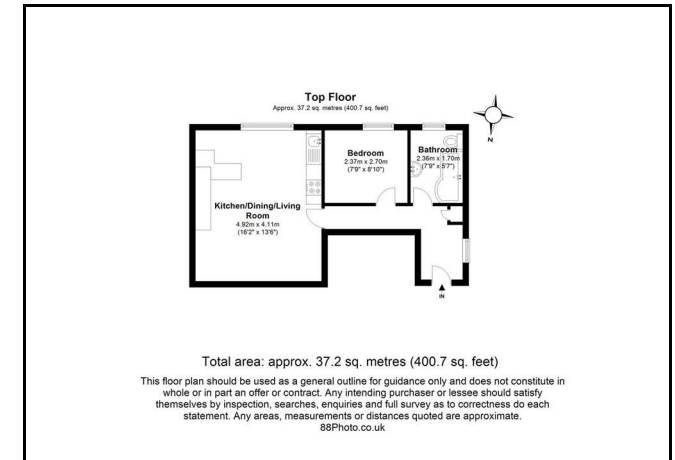 Top Floor
Approx. 37.2 sq. metres (400.7 sq. feet)
N
Bedroom
2.37m x 2.70m
(7'9" x 8'10")
Bathroom
2.36m x 1.70m
(7'9" x 5'7")
Kitchen/Dining/Living
Room
4.92m x 4.11m
(16'2" x 13'6")
IN
Total area: approx. 37.2 sq. metres (400.7 sq. feet)
This floor plan should be used as a general outline for guidance only and does not constitute in
whole or in part an offer or contract. Any intending purchaser or lessee should satisfy
themselves by inspection, searches, enquiries and full survey as to correctness do each
statement. Any areas, measurements or distances quoted are approximate.
88Photo.co.uk